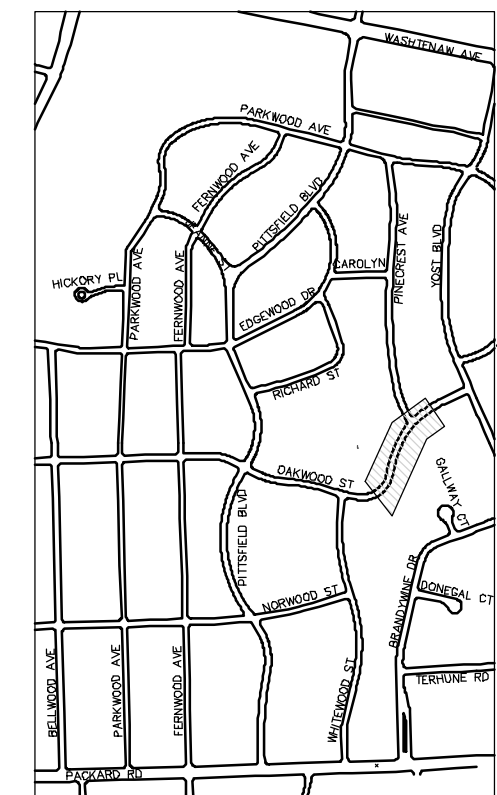 WASHTENAW AVE
PARKWOOD AVE
FERNWOOD AVE
PITTSFIELD BLVD
CAROLYN
PINECREST AVE
YOST BLVD
HICKORY PL
PARKWOOD AVE
FERNWOOD AVE
EDGEWOOD DR
RICHARD ST
OAKWOOD ST
GALLWAY CT
PITTSFIELD BLVD
BRANDYWNE DR
DONEGAL CT
NORWOOD ST
TERHUNE RD
BELLWOOD AVE
PARKWOOD AVE
FERNWOOD AVE
WHITEWOOD ST
PACKARD RD